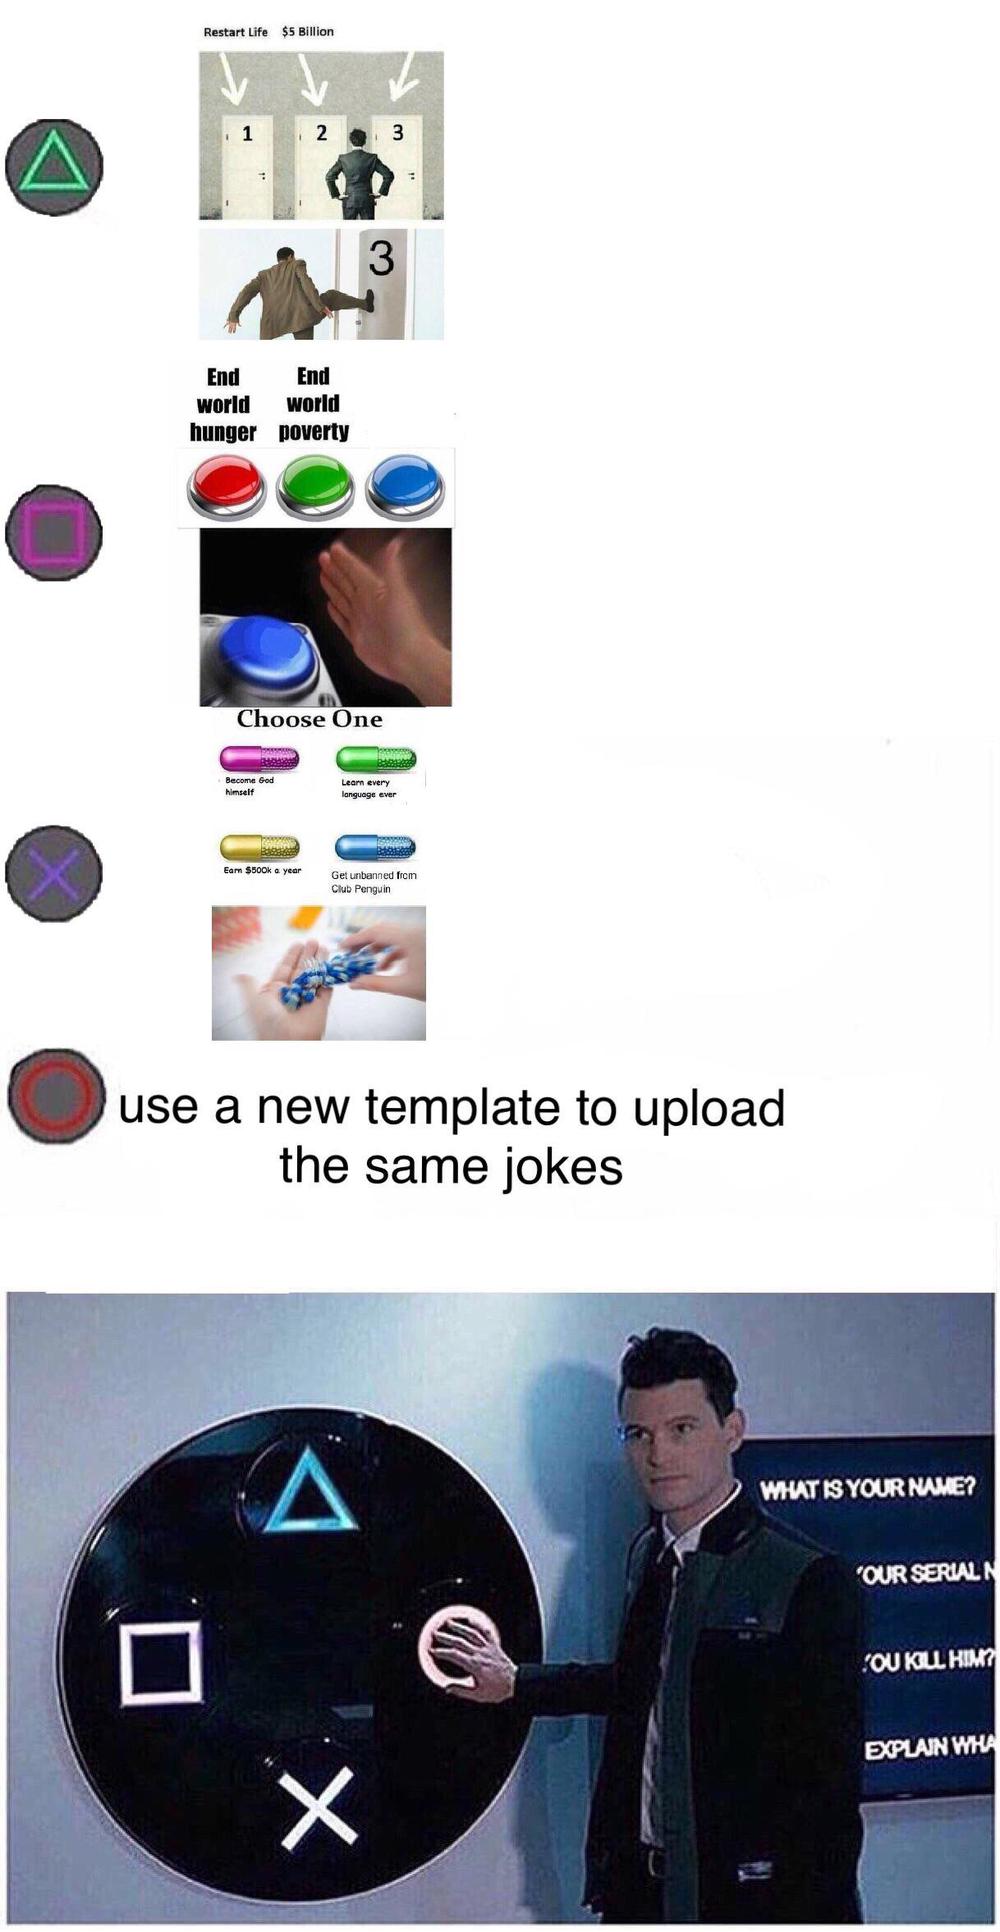 Restart Life $5 Billion
1 2 3
3
End End
world world
hunger poverty
Choose One
Become God Learn every
himself language ever
Earn $500k a year Get unbanned from
Club Penguin
use a new template to upload
the same jokes
WHAT IS YOUR NAME?
OUR SERIAL N
OU KILL HIM?
EXPLAIN WHA